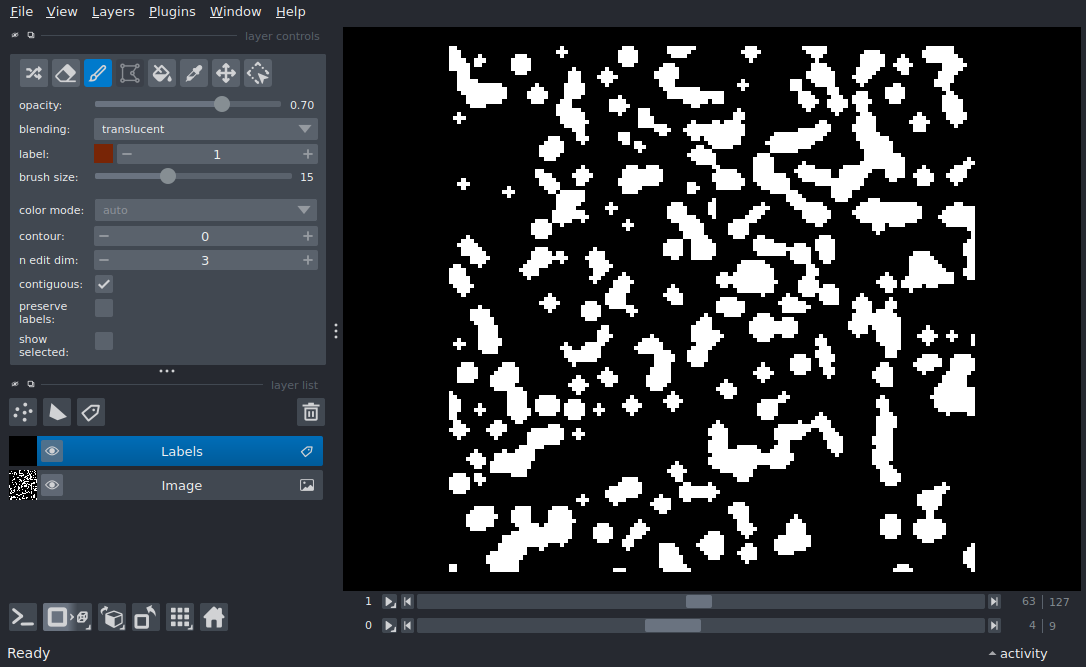 File View Layers Plugins Window Help
layer controls
opacity: 0.70
blending: translucent
label: 1
brush size: 15
color mode: auto
contour: 0
n edit dim: 3
contiguous:
preserve
labels:
show
selected:
layer list
Labels
Image
1 63 127
0 4 9
Ready activity